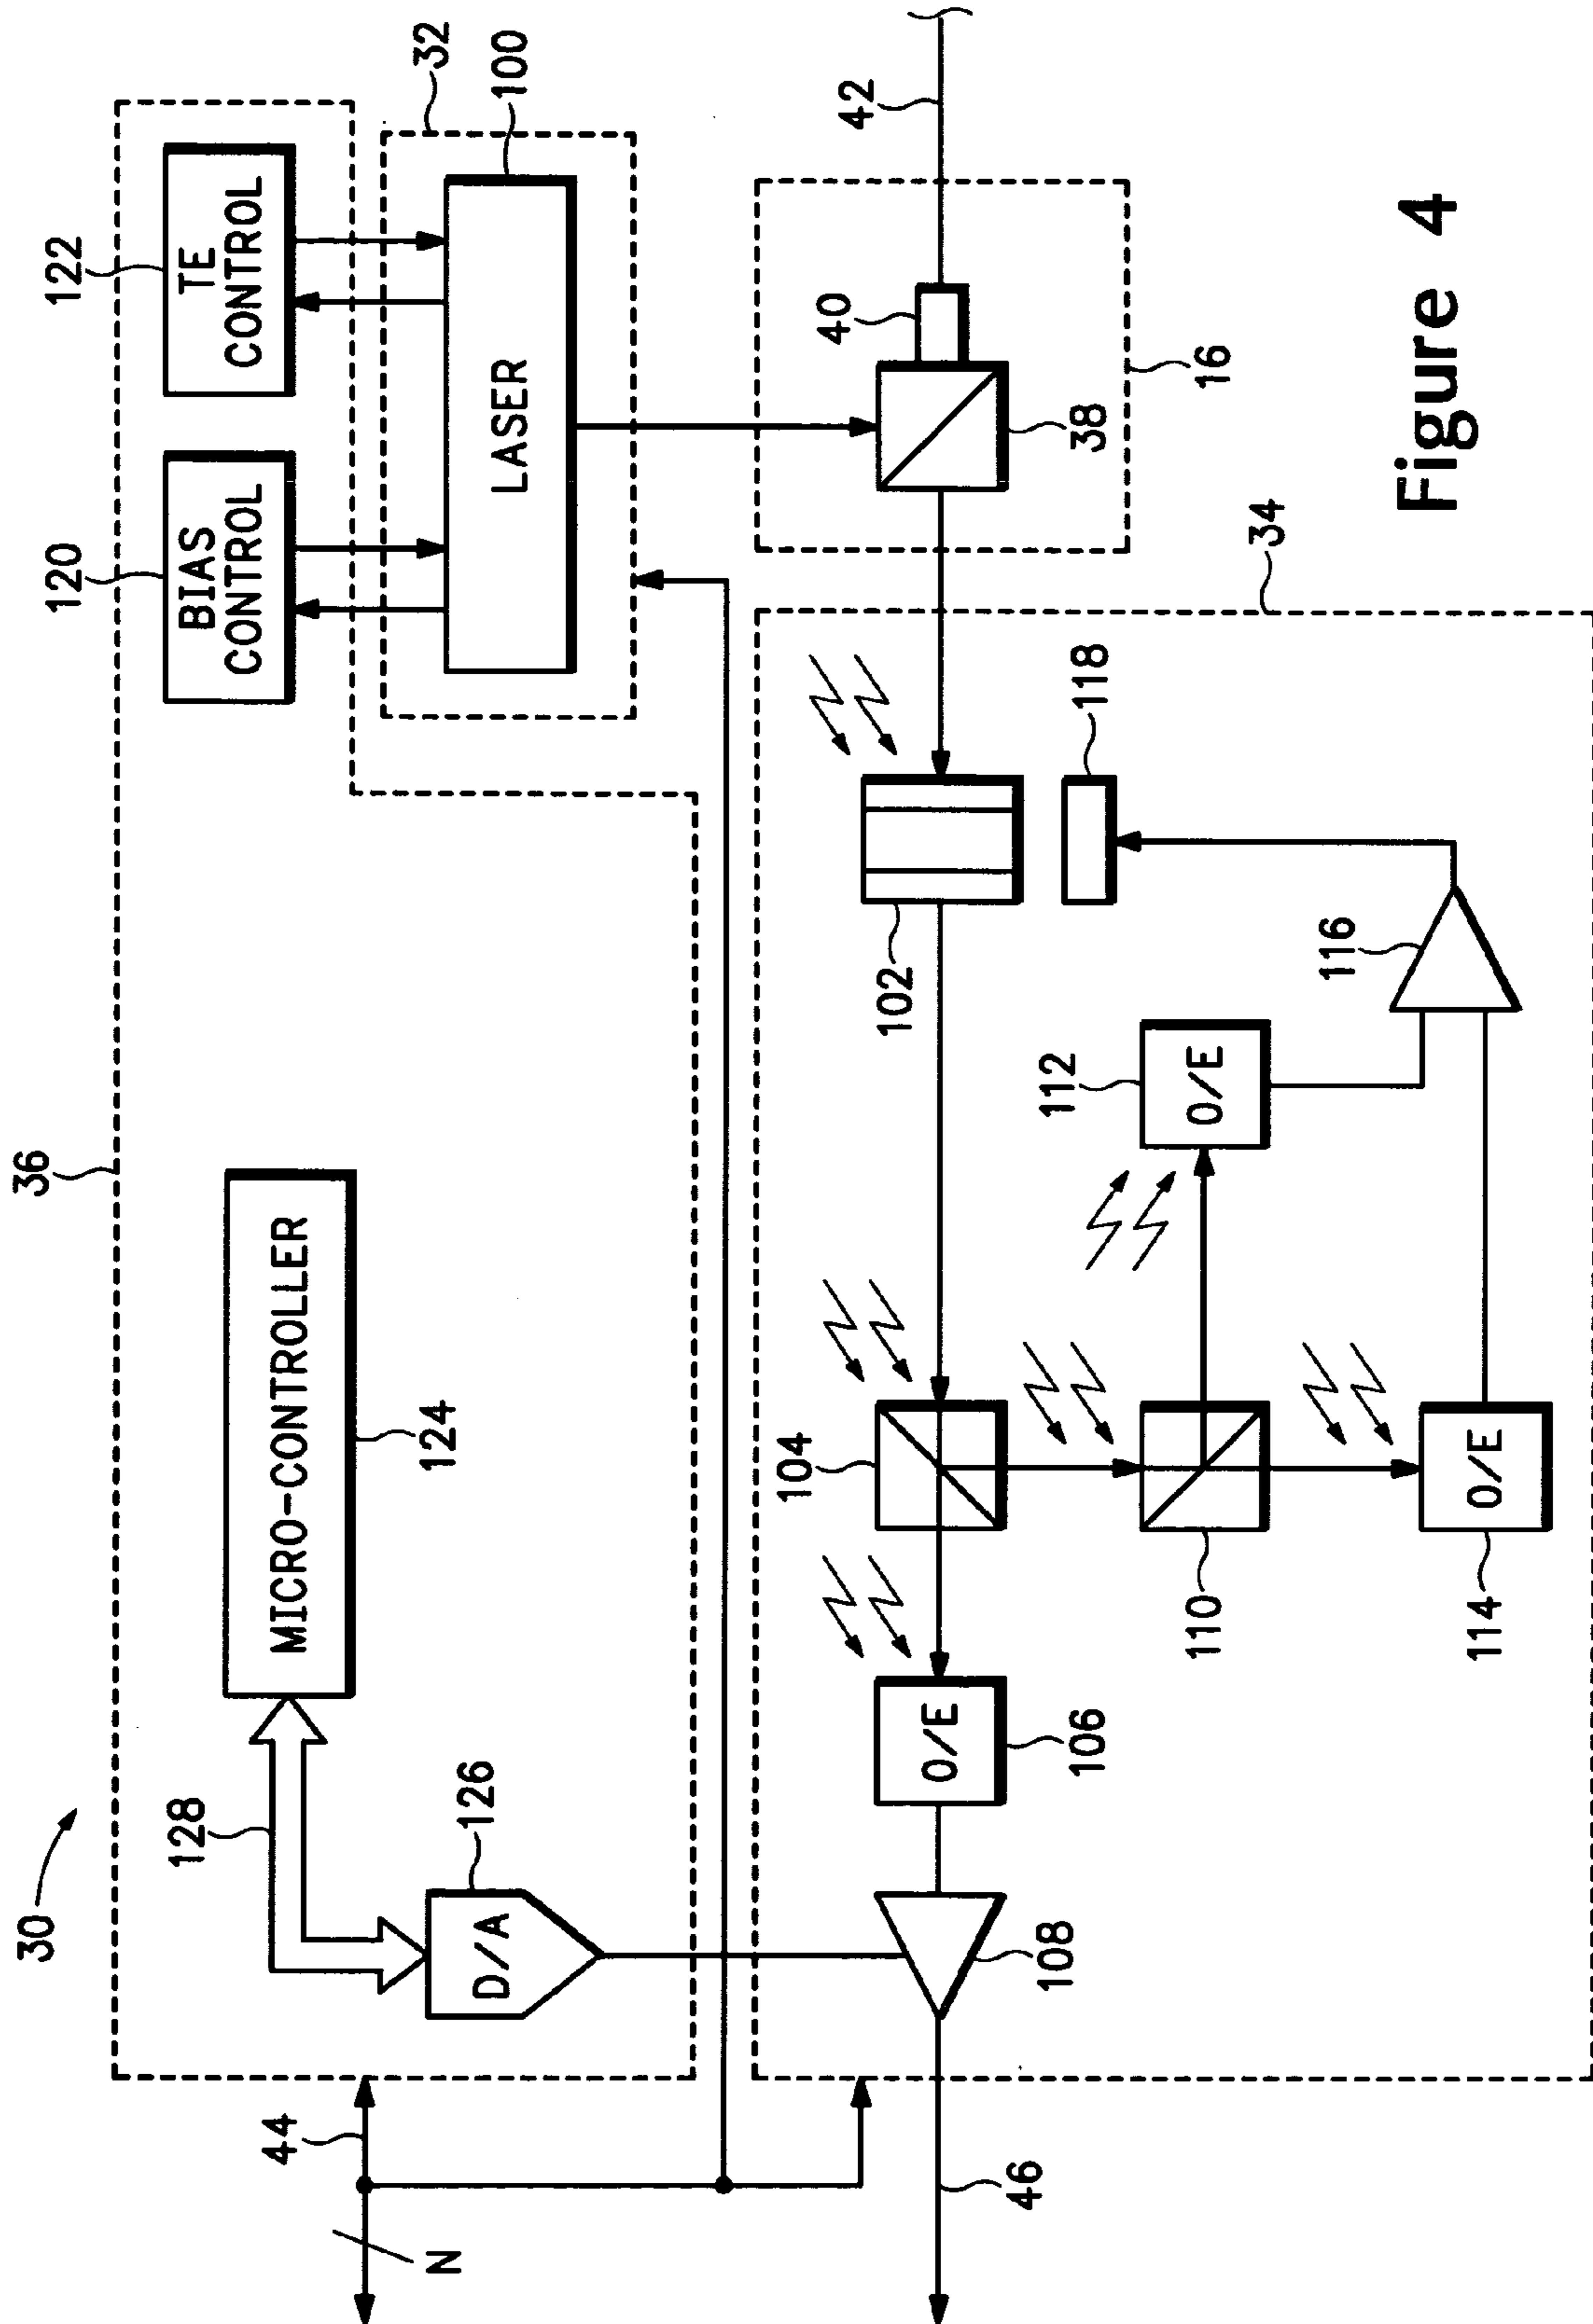 30
36
128
MICRO-CONTROLLER
124
D/A
126
120
BIAS
CONTROL
122
TE
CONTROL
LASER
32
100
44
N
46
108
O/E
106
104
110
O/E
114
O/E
112
116
102
118
34
38
40
16
42
Figure 4